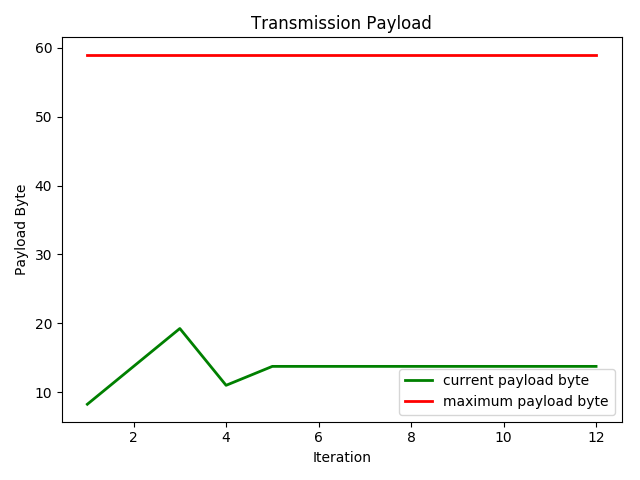 Transmission Payload
Payload Byte
60
50
40
30
20
10
2 4 6 8 10 12
Iteration
current payload byte
maximum payload byte